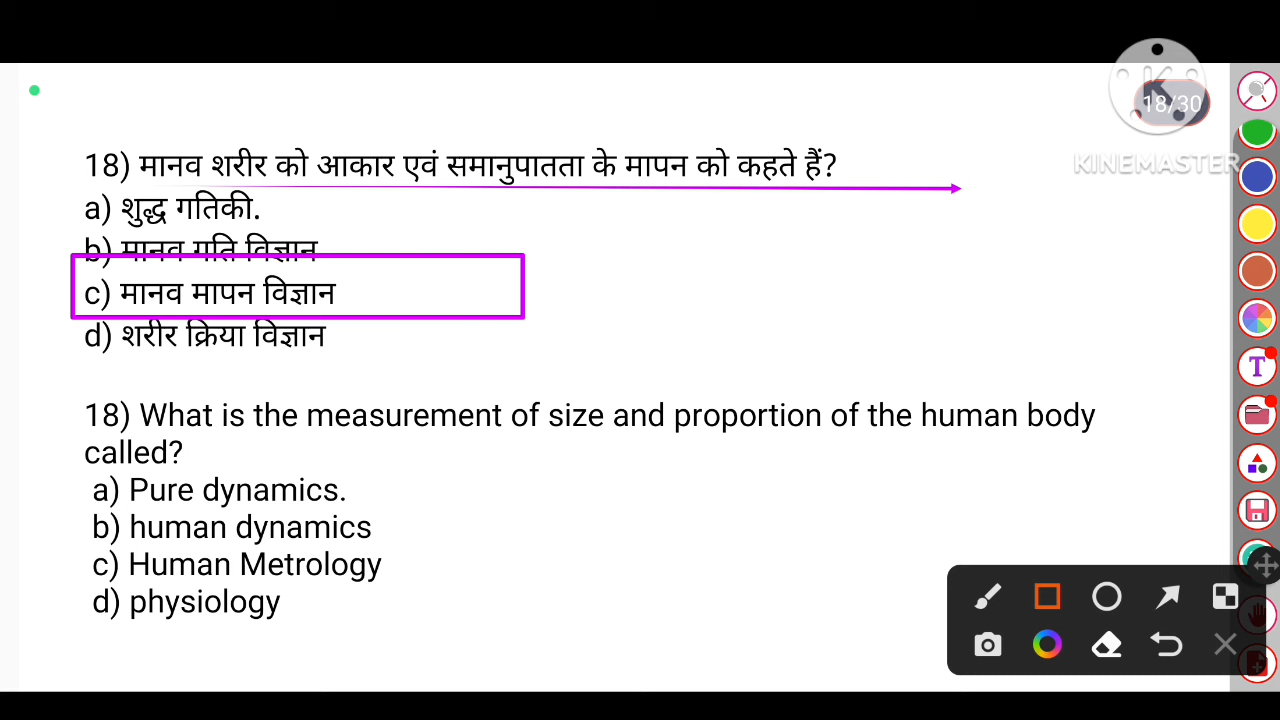 18/30
KINEMASTER
18) मानव शरीर को आकार एवं समानुपातता के मापन को कहते हैं?
a) शुद्ध गतिकी.
b) मानव गति विज्ञान
c) मानव मापन विज्ञान
d) शरीर क्रिया विज्ञान
18) What is the measurement of size and proportion of the human body
called?
a) Pure dynamics.
b) human dynamics
c) Human Metrology
d) physiology
T